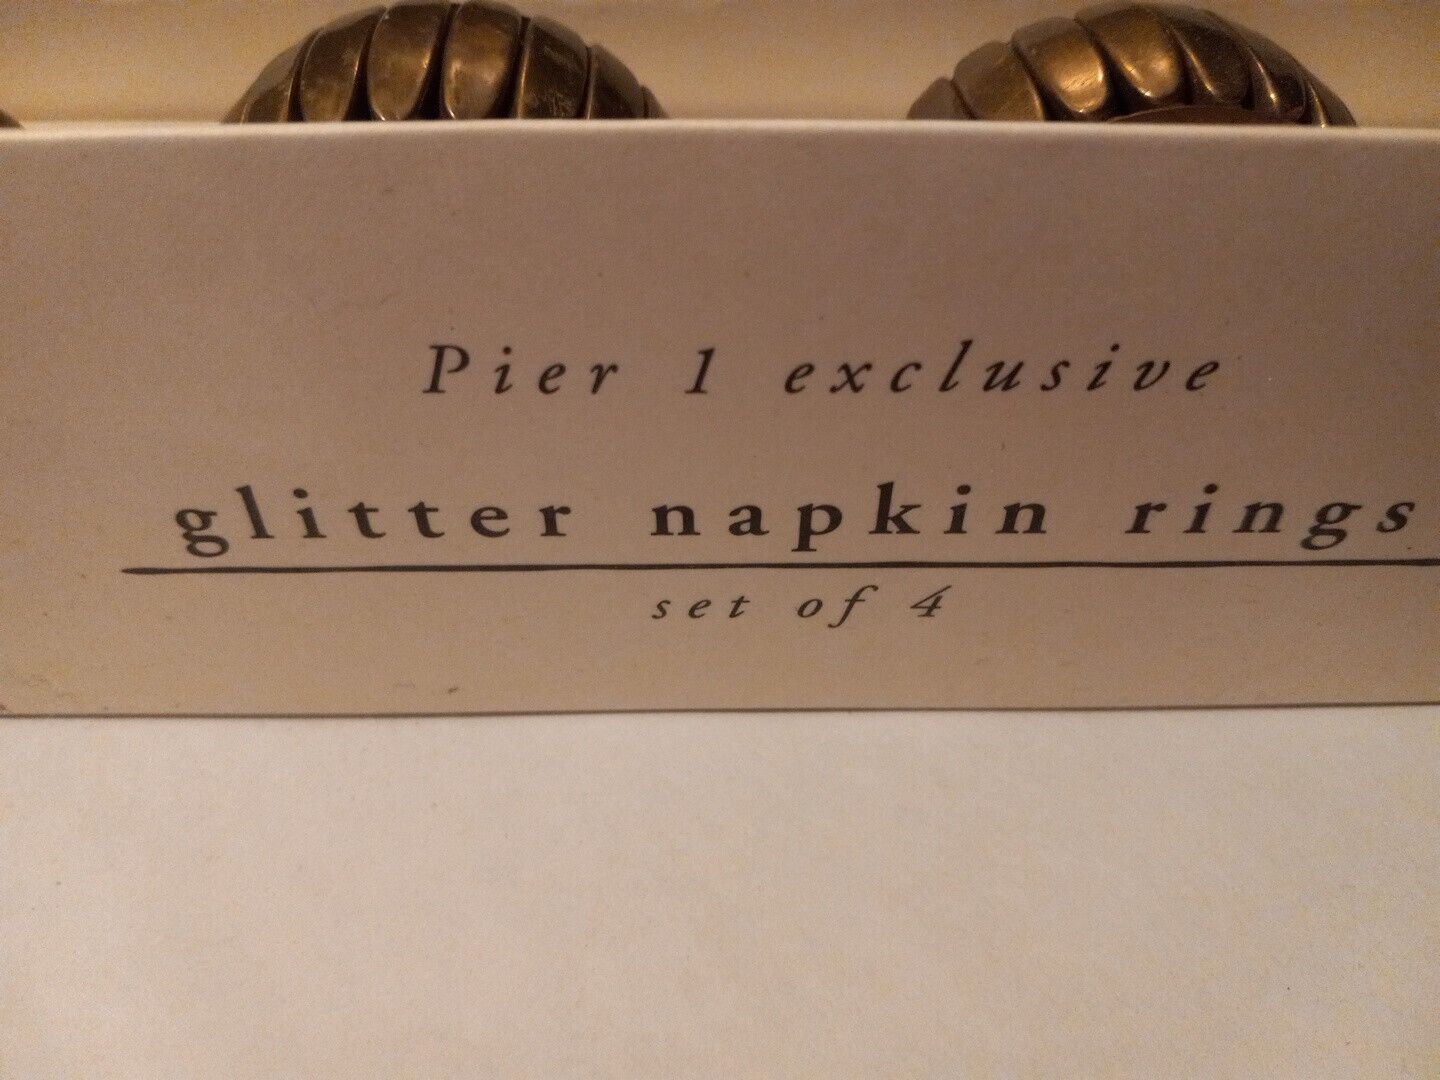 Pier 1 exclusive
glitter napkin rings
set of 4